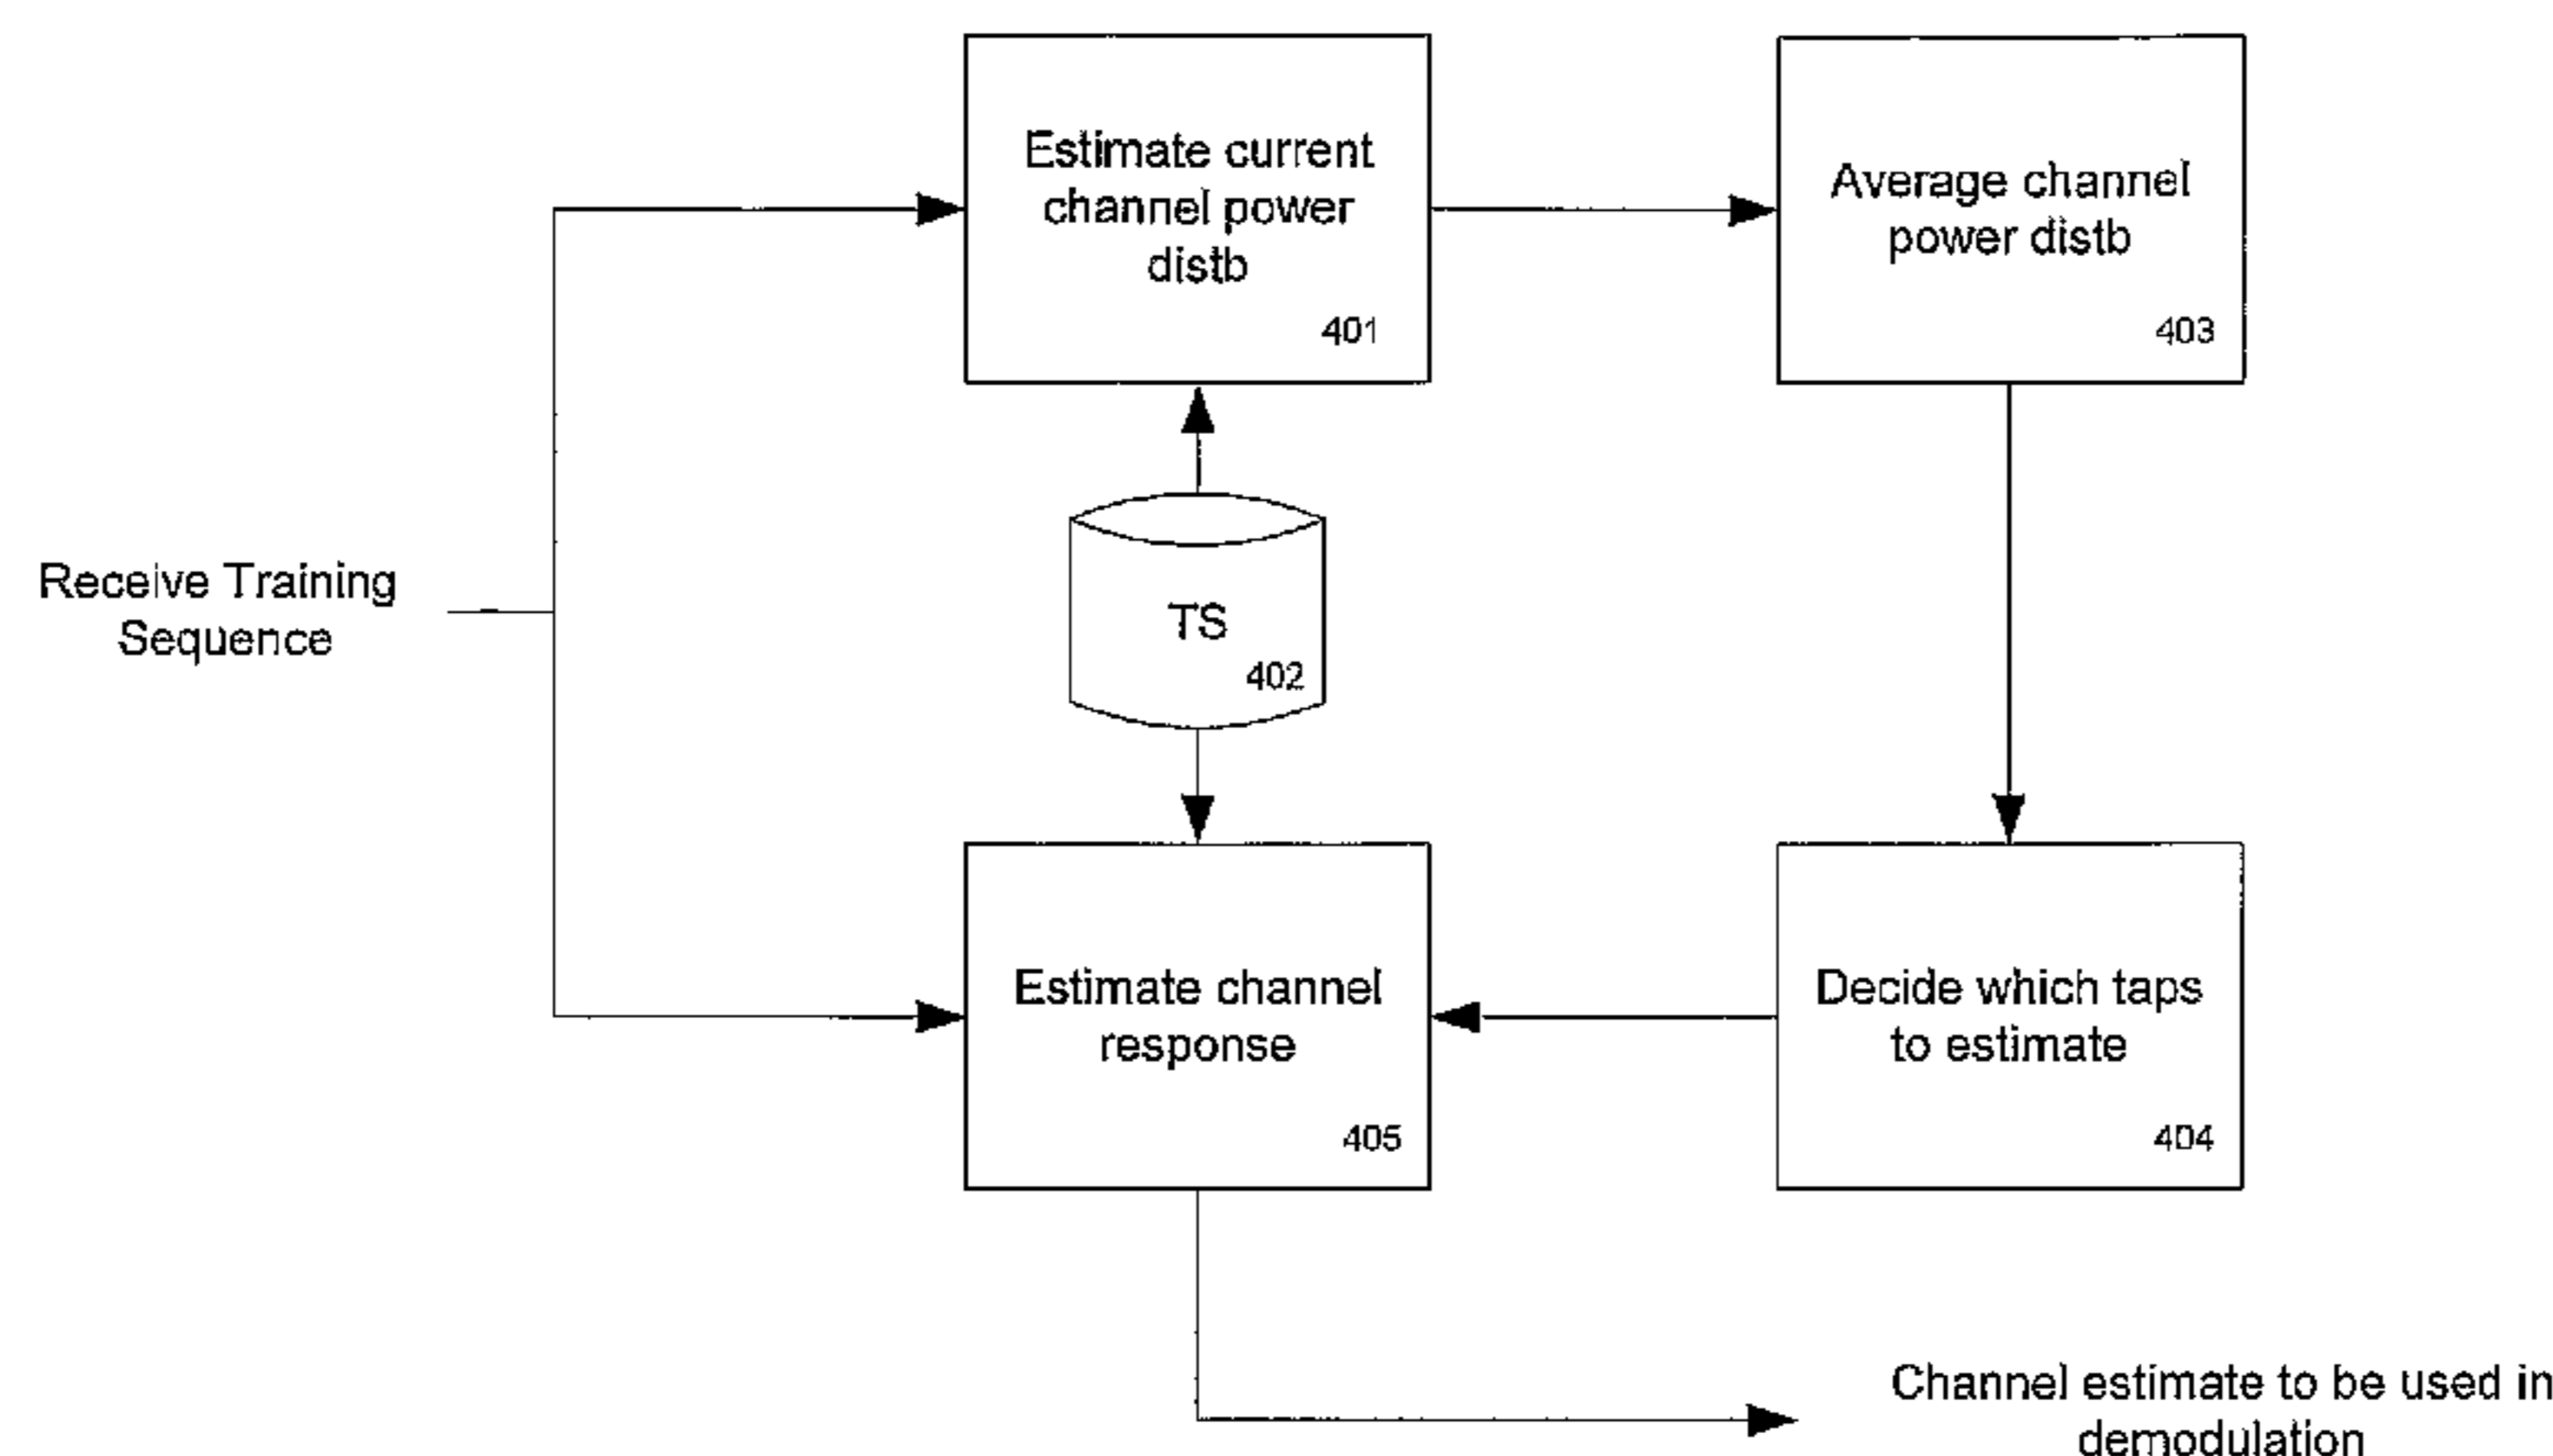 Estimate current
channel power
distb
401
Average channel
power distb
403
Receive Training
Sequence
TS
402
Estimate channel
response
405
Decide which taps
to estimate
404
Channel estimate to be used in
demodulation